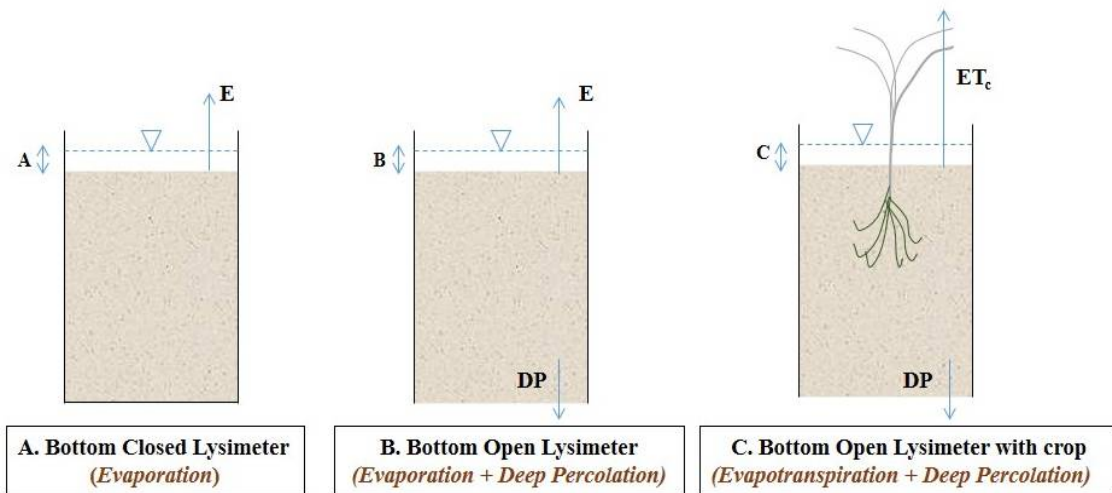 E
A
A. Bottom Closed Lysimeter
(Evaporation)
E
B
DP
B. Bottom Open Lysimeter
(Evaporation + Deep Percolation)
ETc
C
DP
C. Bottom Open Lysimeter with crop
(Evapotranspiration + Deep Percolation)